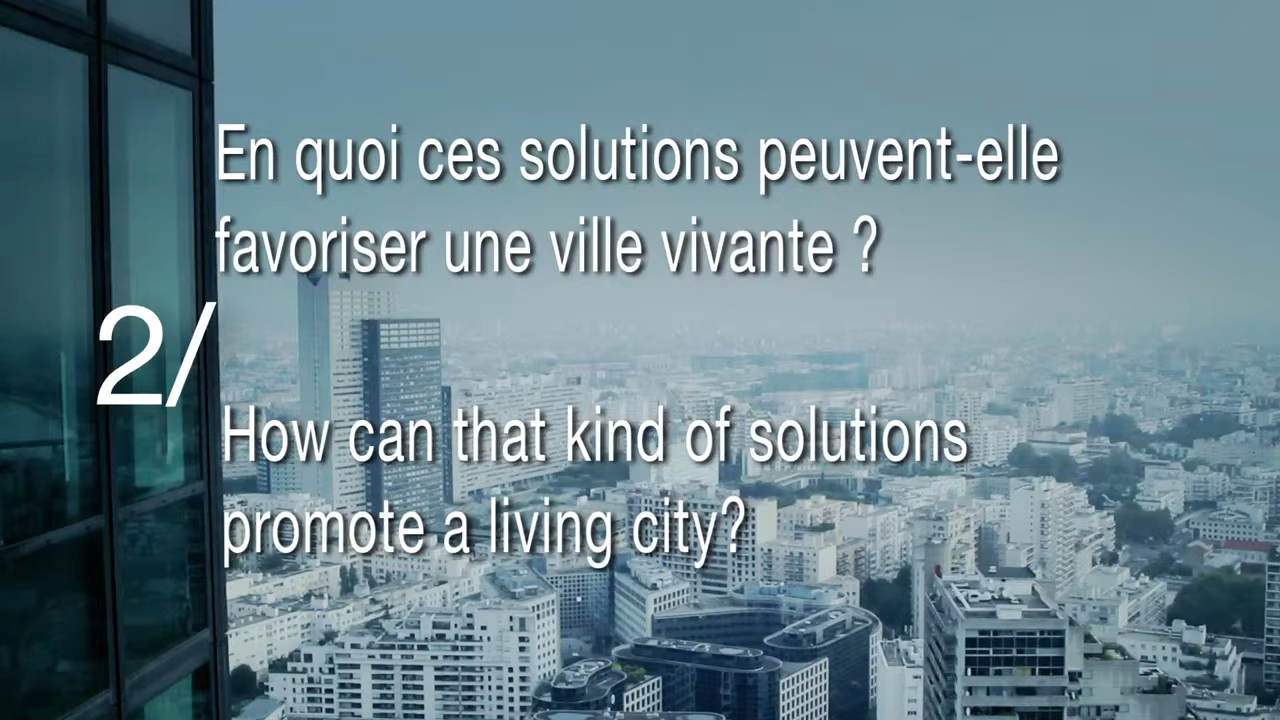 En quoi ces solutions peuvent-elle
favoriser une ville vivante ?
2/
How can that kind of solutions
promote a living city?